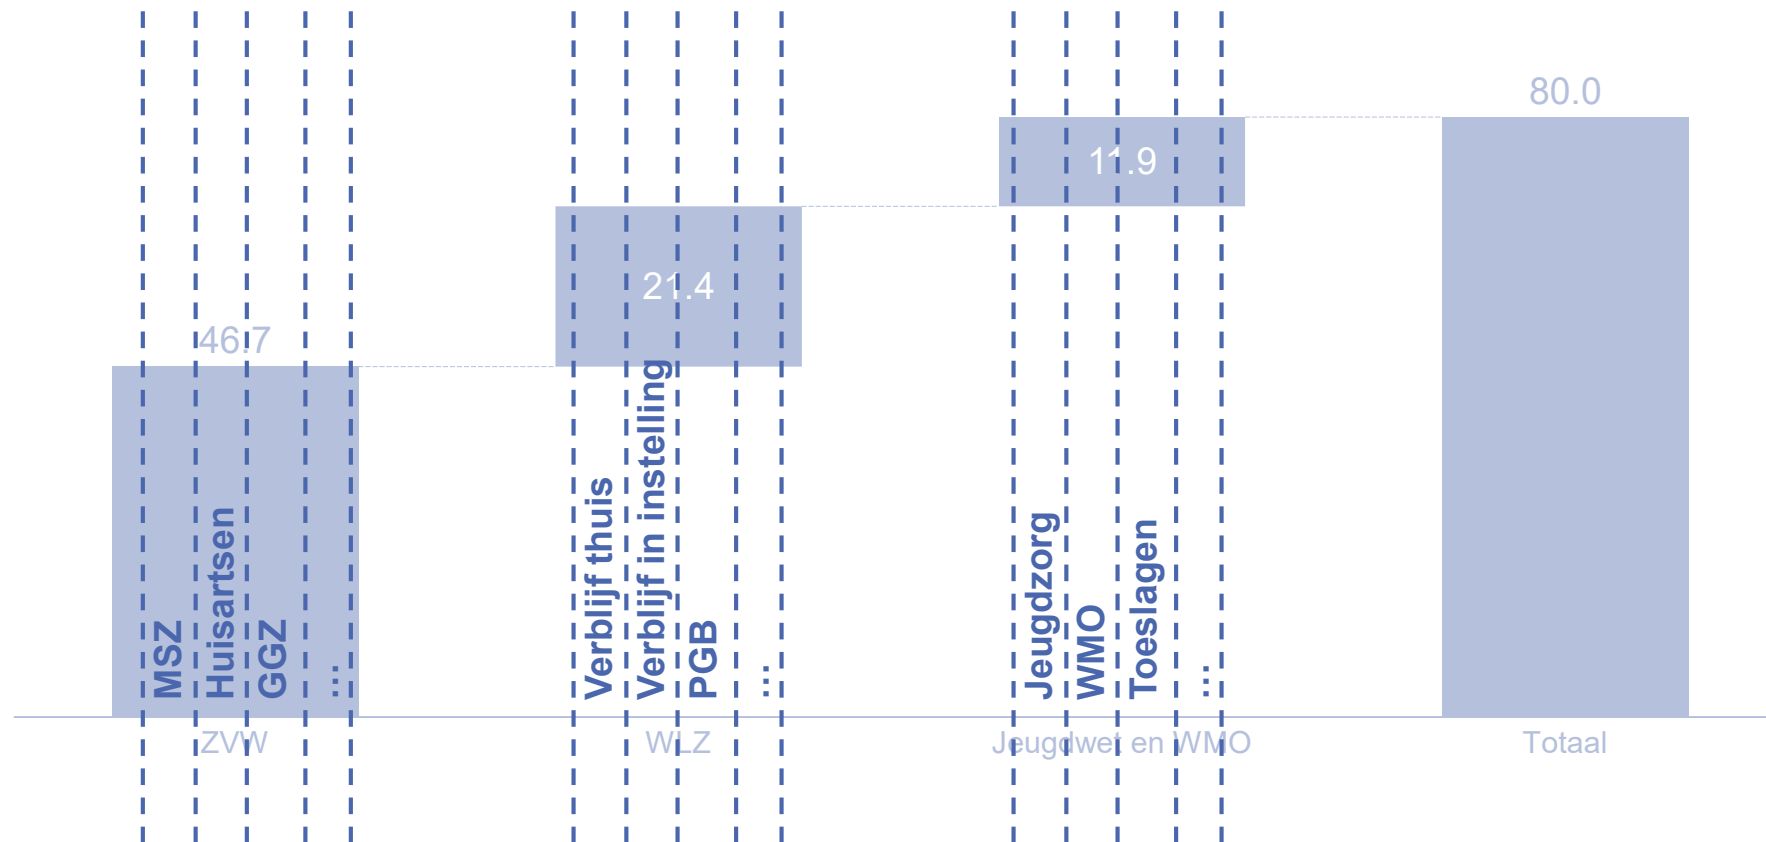 80.0
11.9
21.4
46.7
MSZ
Huisartsen
GGZ
...
Verblijf thuis
Verblijf in instelling
PGB
...
Jeugdzorg
WMO
Toeslagen
...
ZVW
WLZ
Jeugdwet en WMO
Totaal